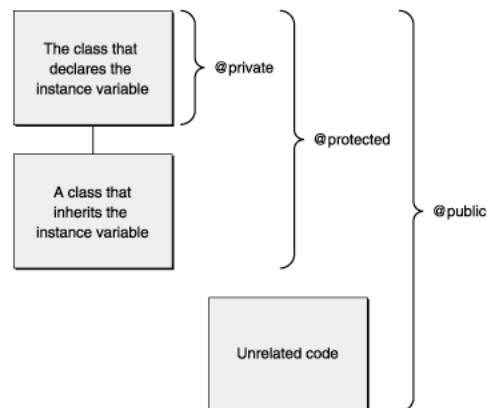 The class that
declares the
instance variable
@private
@protected
A class that
inherits the
instance variable
@public
Unrelated code